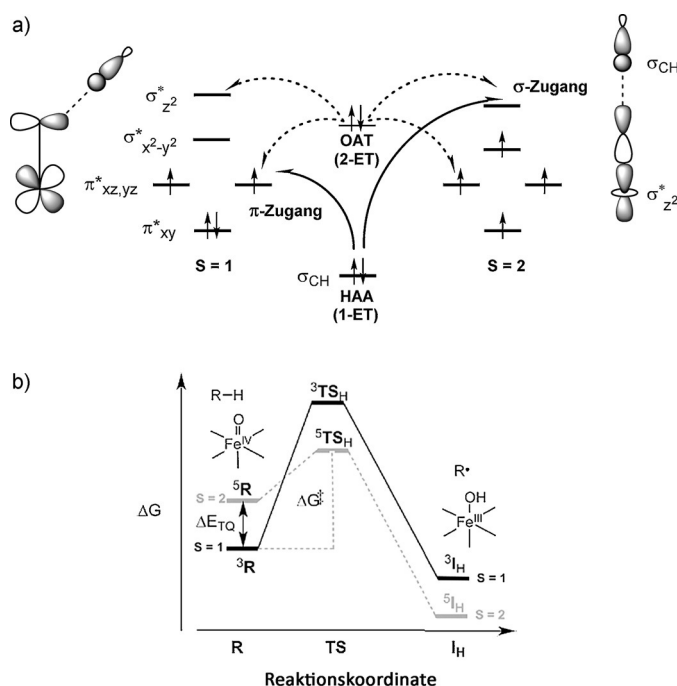 a)
σ*z²
σ*x²-y²
π*xz,yz
π*xy
S = 1
π-Zugang
OAT
(2-ET)
σCH
HAA
(1-ET)
σ-Zugang
S = 2
σCH
σ*z²
b)
ΔG
R–H
O
FeIV
S = 2
5R
ΔETQ
S = 1
3R
3TSH
5TSH
ΔG‡
R•
OH
FeIII
3IH
S = 1
5IH
S = 2
R
TS
IH
Reaktionskoordinate